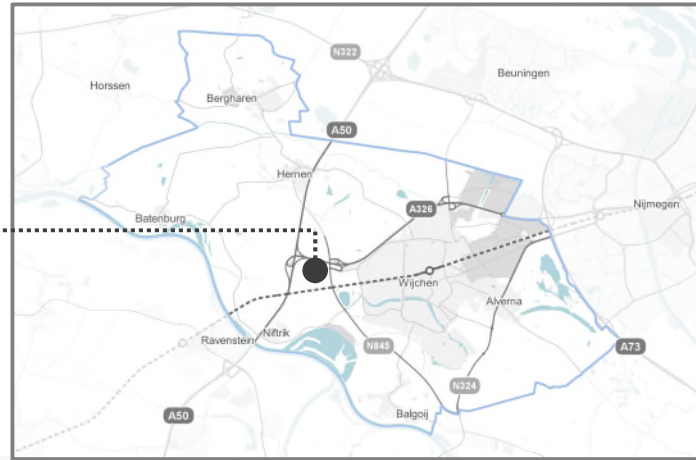 N322
Beuningen
Horssen
Bergharen
A50
Hernen
Nijmegen
A326
Batenburg
Wijchen
Alverna
Niftrik
Ravenstein
N845
A73
N324
A50
Balgoij